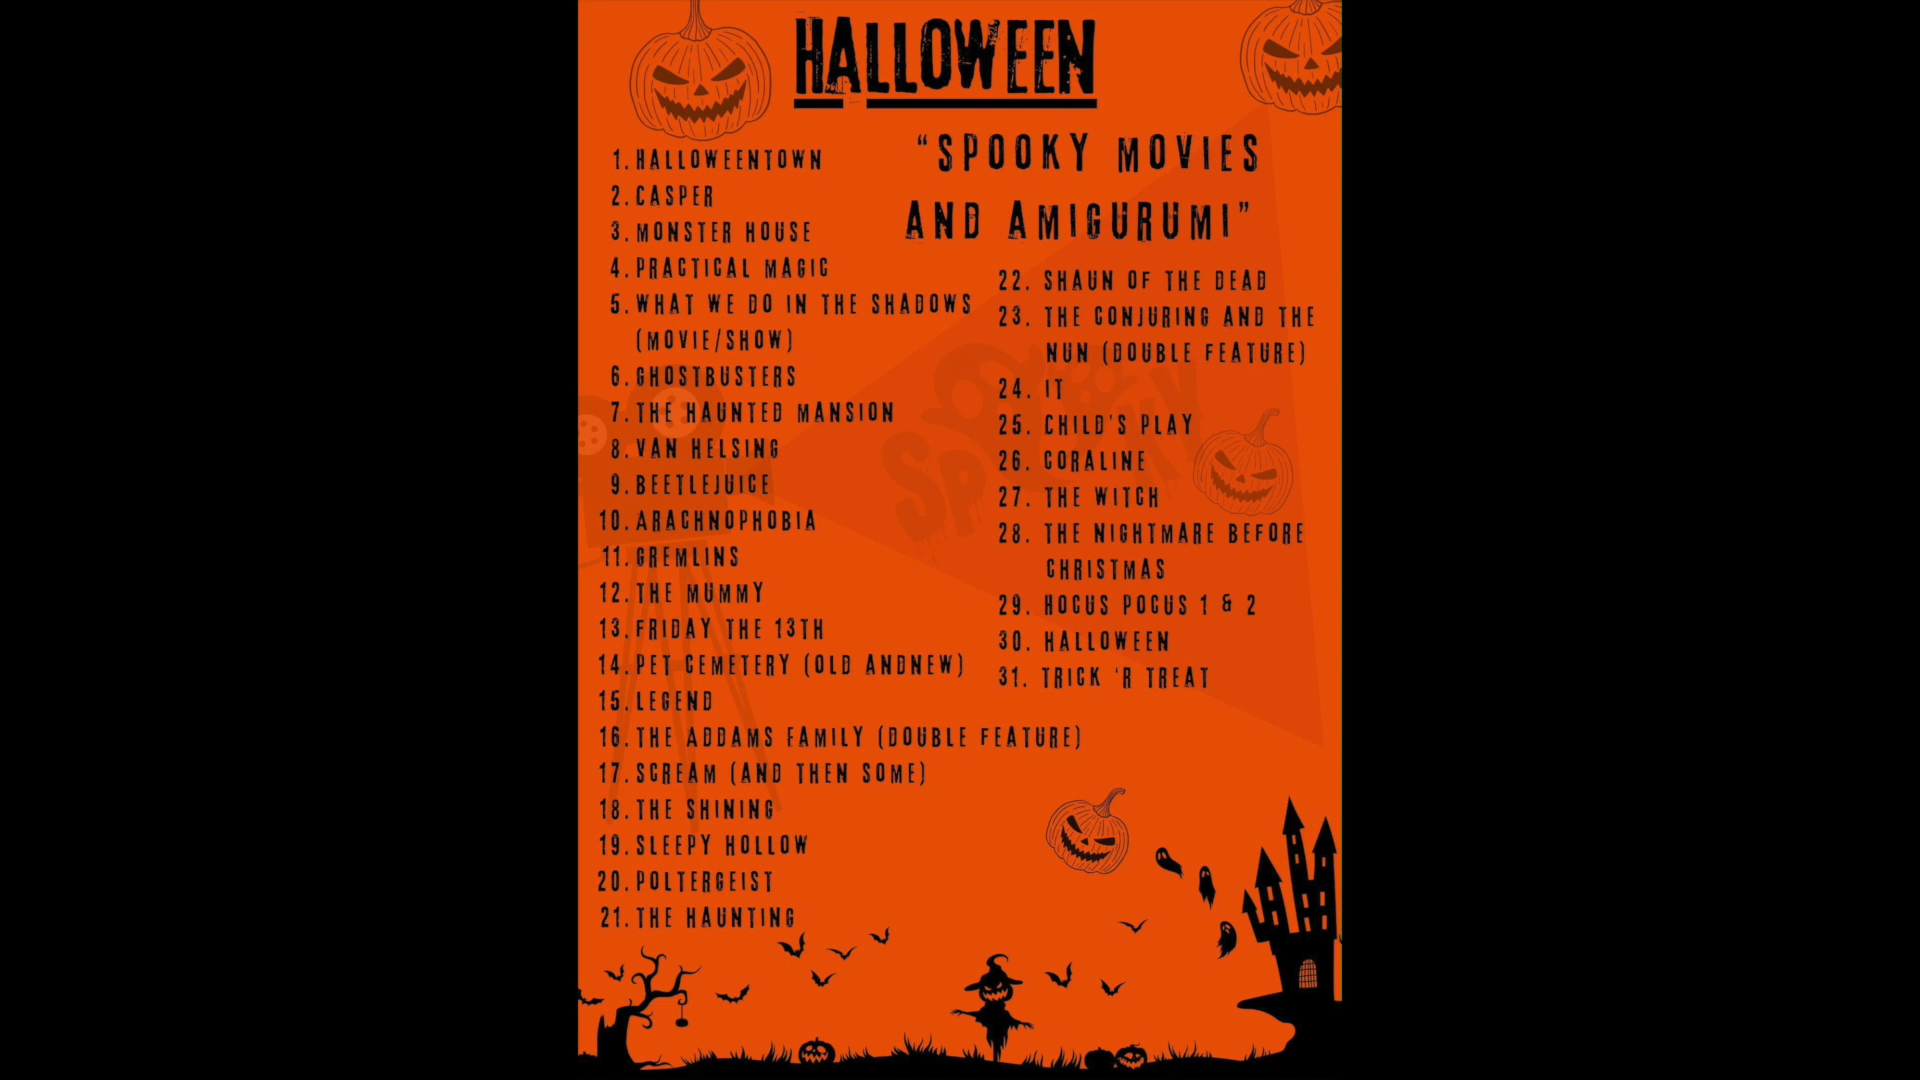 HALLOWEEN
"SPOOKY MOVIES
AND AMIGURUMI"
1. HALLOWEENTOWN
2. CASPER
3. MONSTER HOUSE
4. PRACTICAL MAGIC
5. WHAT WE DO IN THE SHADOWS
(MOVIE/SHOW)
6. GHOSTBUSTERS
7. THE HAUNTED MANSION
8. VAN HELSING
9. BEETLEJUICE
10. ARACHNOPHOBIA
11. GREMLINS
12. THE MUMMY
13. FRIDAY THE 13TH
14. PET CEMETERY (OLD ANDNEW)
15. LEGEND
16. THE ADDAMS FAMILY (DOUBLE FEATURE)
17. SCREAM (AND THEN SOME)
18. THE SHINING
19. SLEEPY HOLLOW
20. POLTERGEIST
21. THE HAUNTING
22. SHAUN OF THE DEAD
23. THE CONJURING AND THE
NUN (DOUBLE FEATURE)
24. IT
25. CHILD'S PLAY
26. CORALINE
27. THE WITCH
28. THE NIGHTMARE BEFORE
CHRISTMAS
29. HOCUS POCUS 1 & 2
30. HALLOWEEN
31. TRICK 'R TREAT
SPOOKY